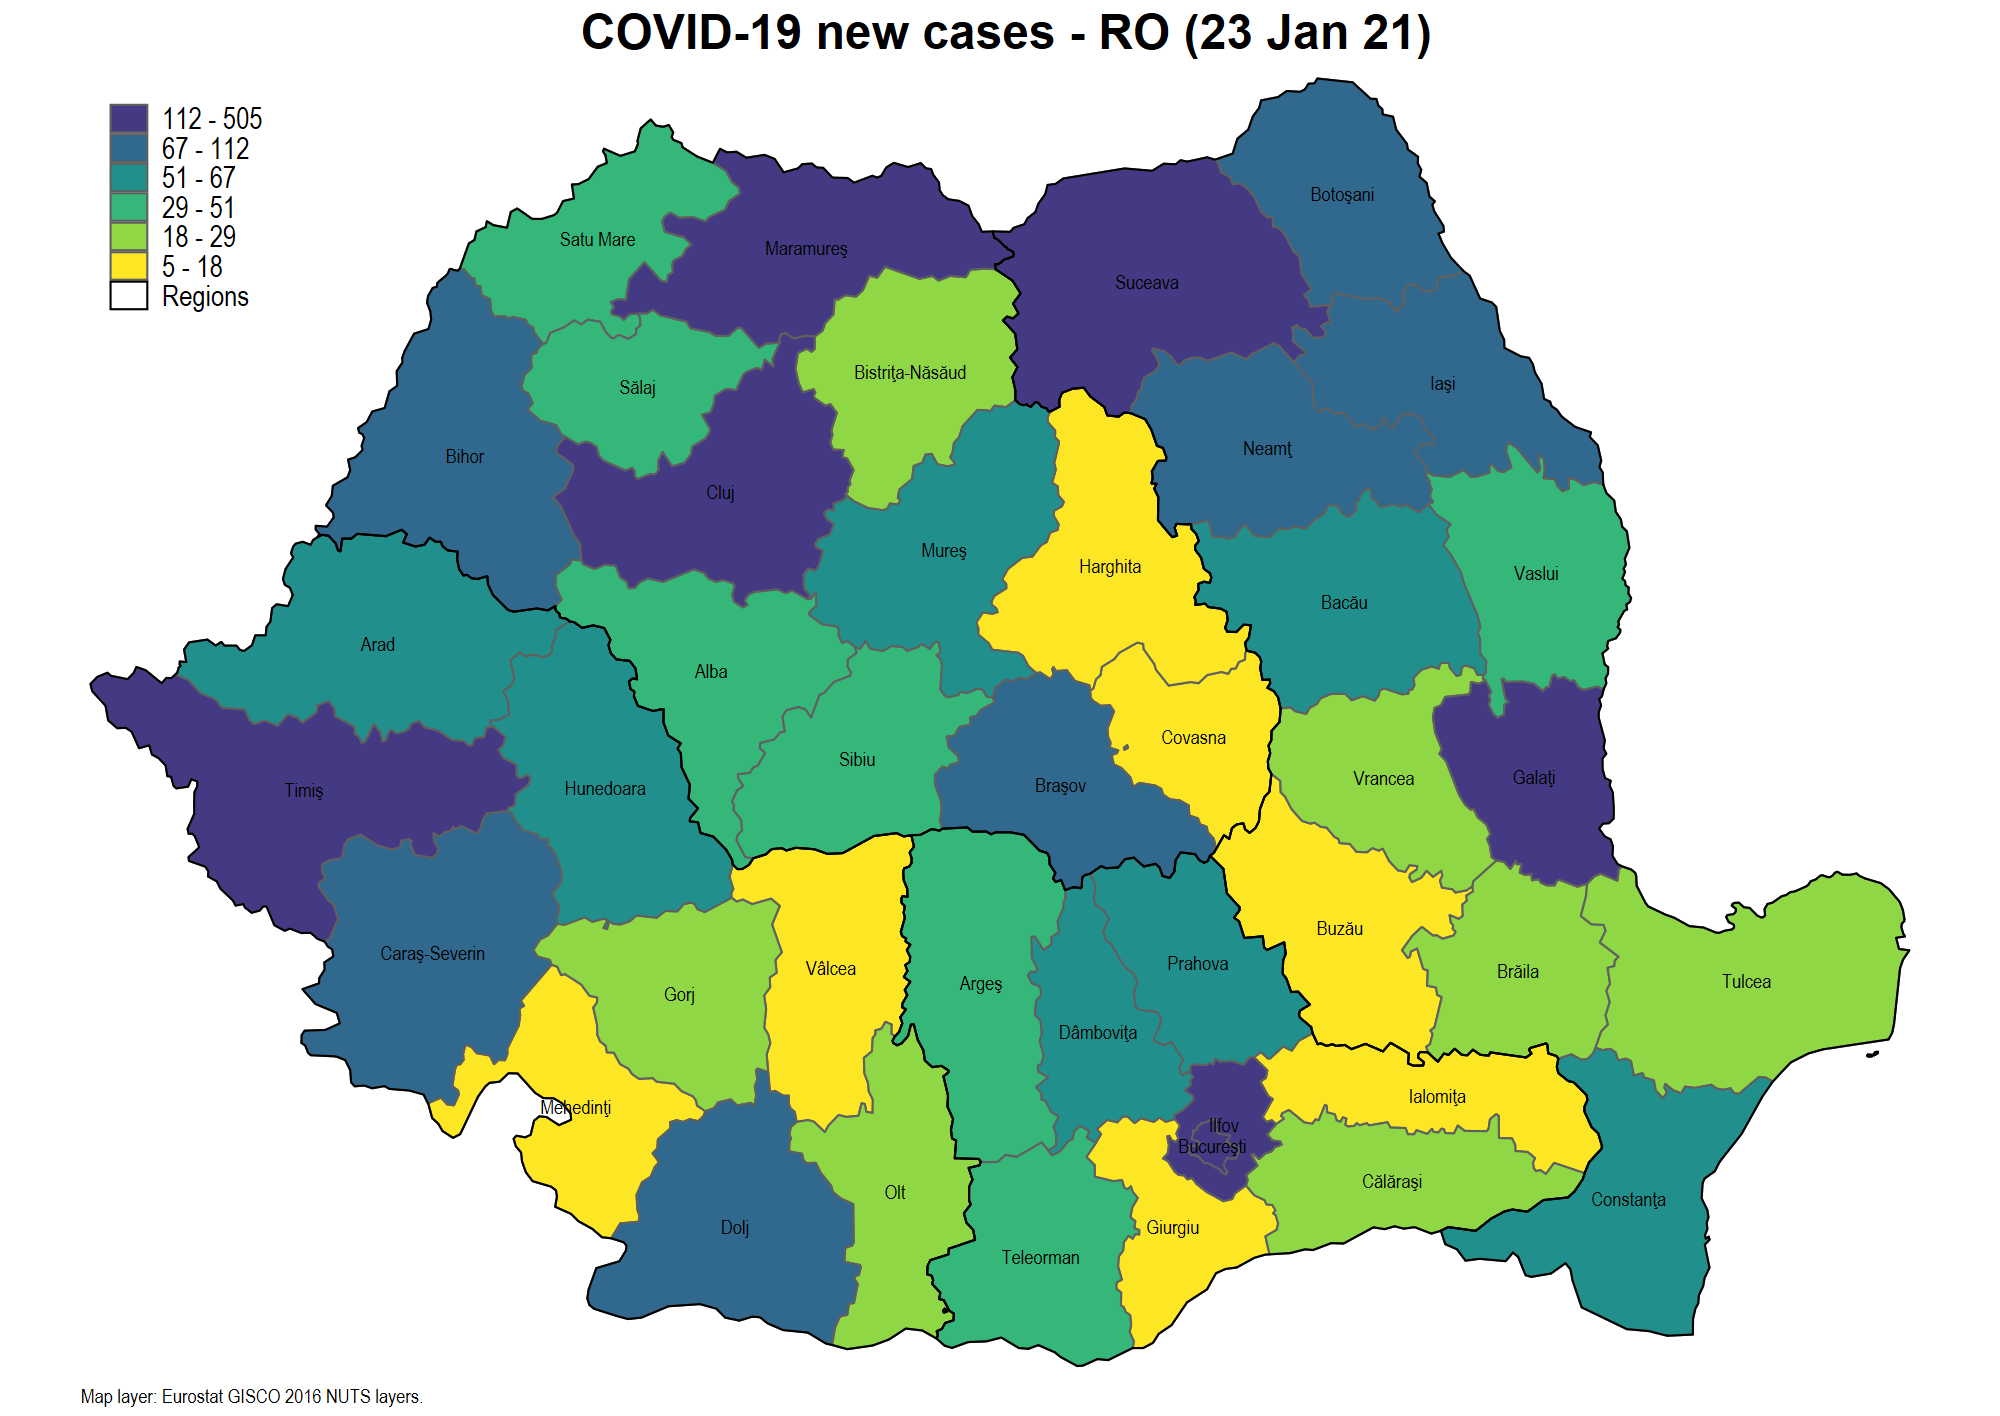 COVID-19 new cases - RO (23 Jan 21)
112 - 505
67 - 112
51 - 67
29 - 51
18 - 29
5 - 18
Regions
Botoşani
Satu Mare
Maramureş
Suceava
Bistriţa-Năsăud
Sălaj
Iaşi
Bihor
Neamţ
Cluj
Mureş
Harghita
Vaslui
Bacău
Arad
Alba
Covasna
Sibiu
Vrancea
Galaţi
Braşov
Hunedoara
Timiş
Buzău
Caraş-Severin
Prahova
Vâlcea
Brăila
Tulcea
Argeş
Gorj
Dâmboviţa
Ialomiţa
Mehedinţi
Ilfov
Bucureşti
Călăraşi
Olt
Constanţa
Dolj
Giurgiu
Teleorman
Map layer: Eurostat GISCO 2016 NUTS layers.